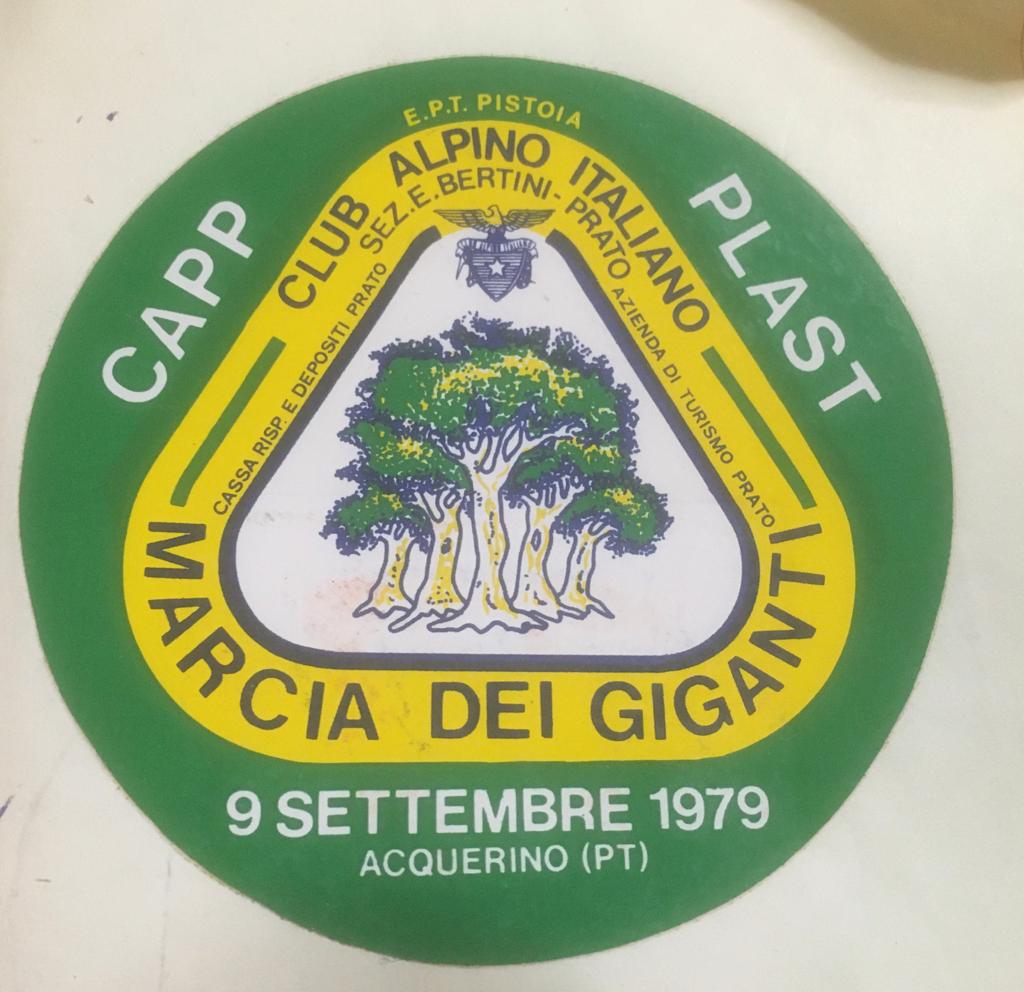 E.P.T. PISTOIA
CAPP PLAST
CLUB ALPINO ITALIANO
SEZ. E. BERTINI - PRATO
CASSA RISP. E DEPOSITI PRATO
AZIENDA DI TURISMO PRATO
MARCIA DEI GIGANTI
9 SETTEMBRE 1979
ACQUERINO (PT)